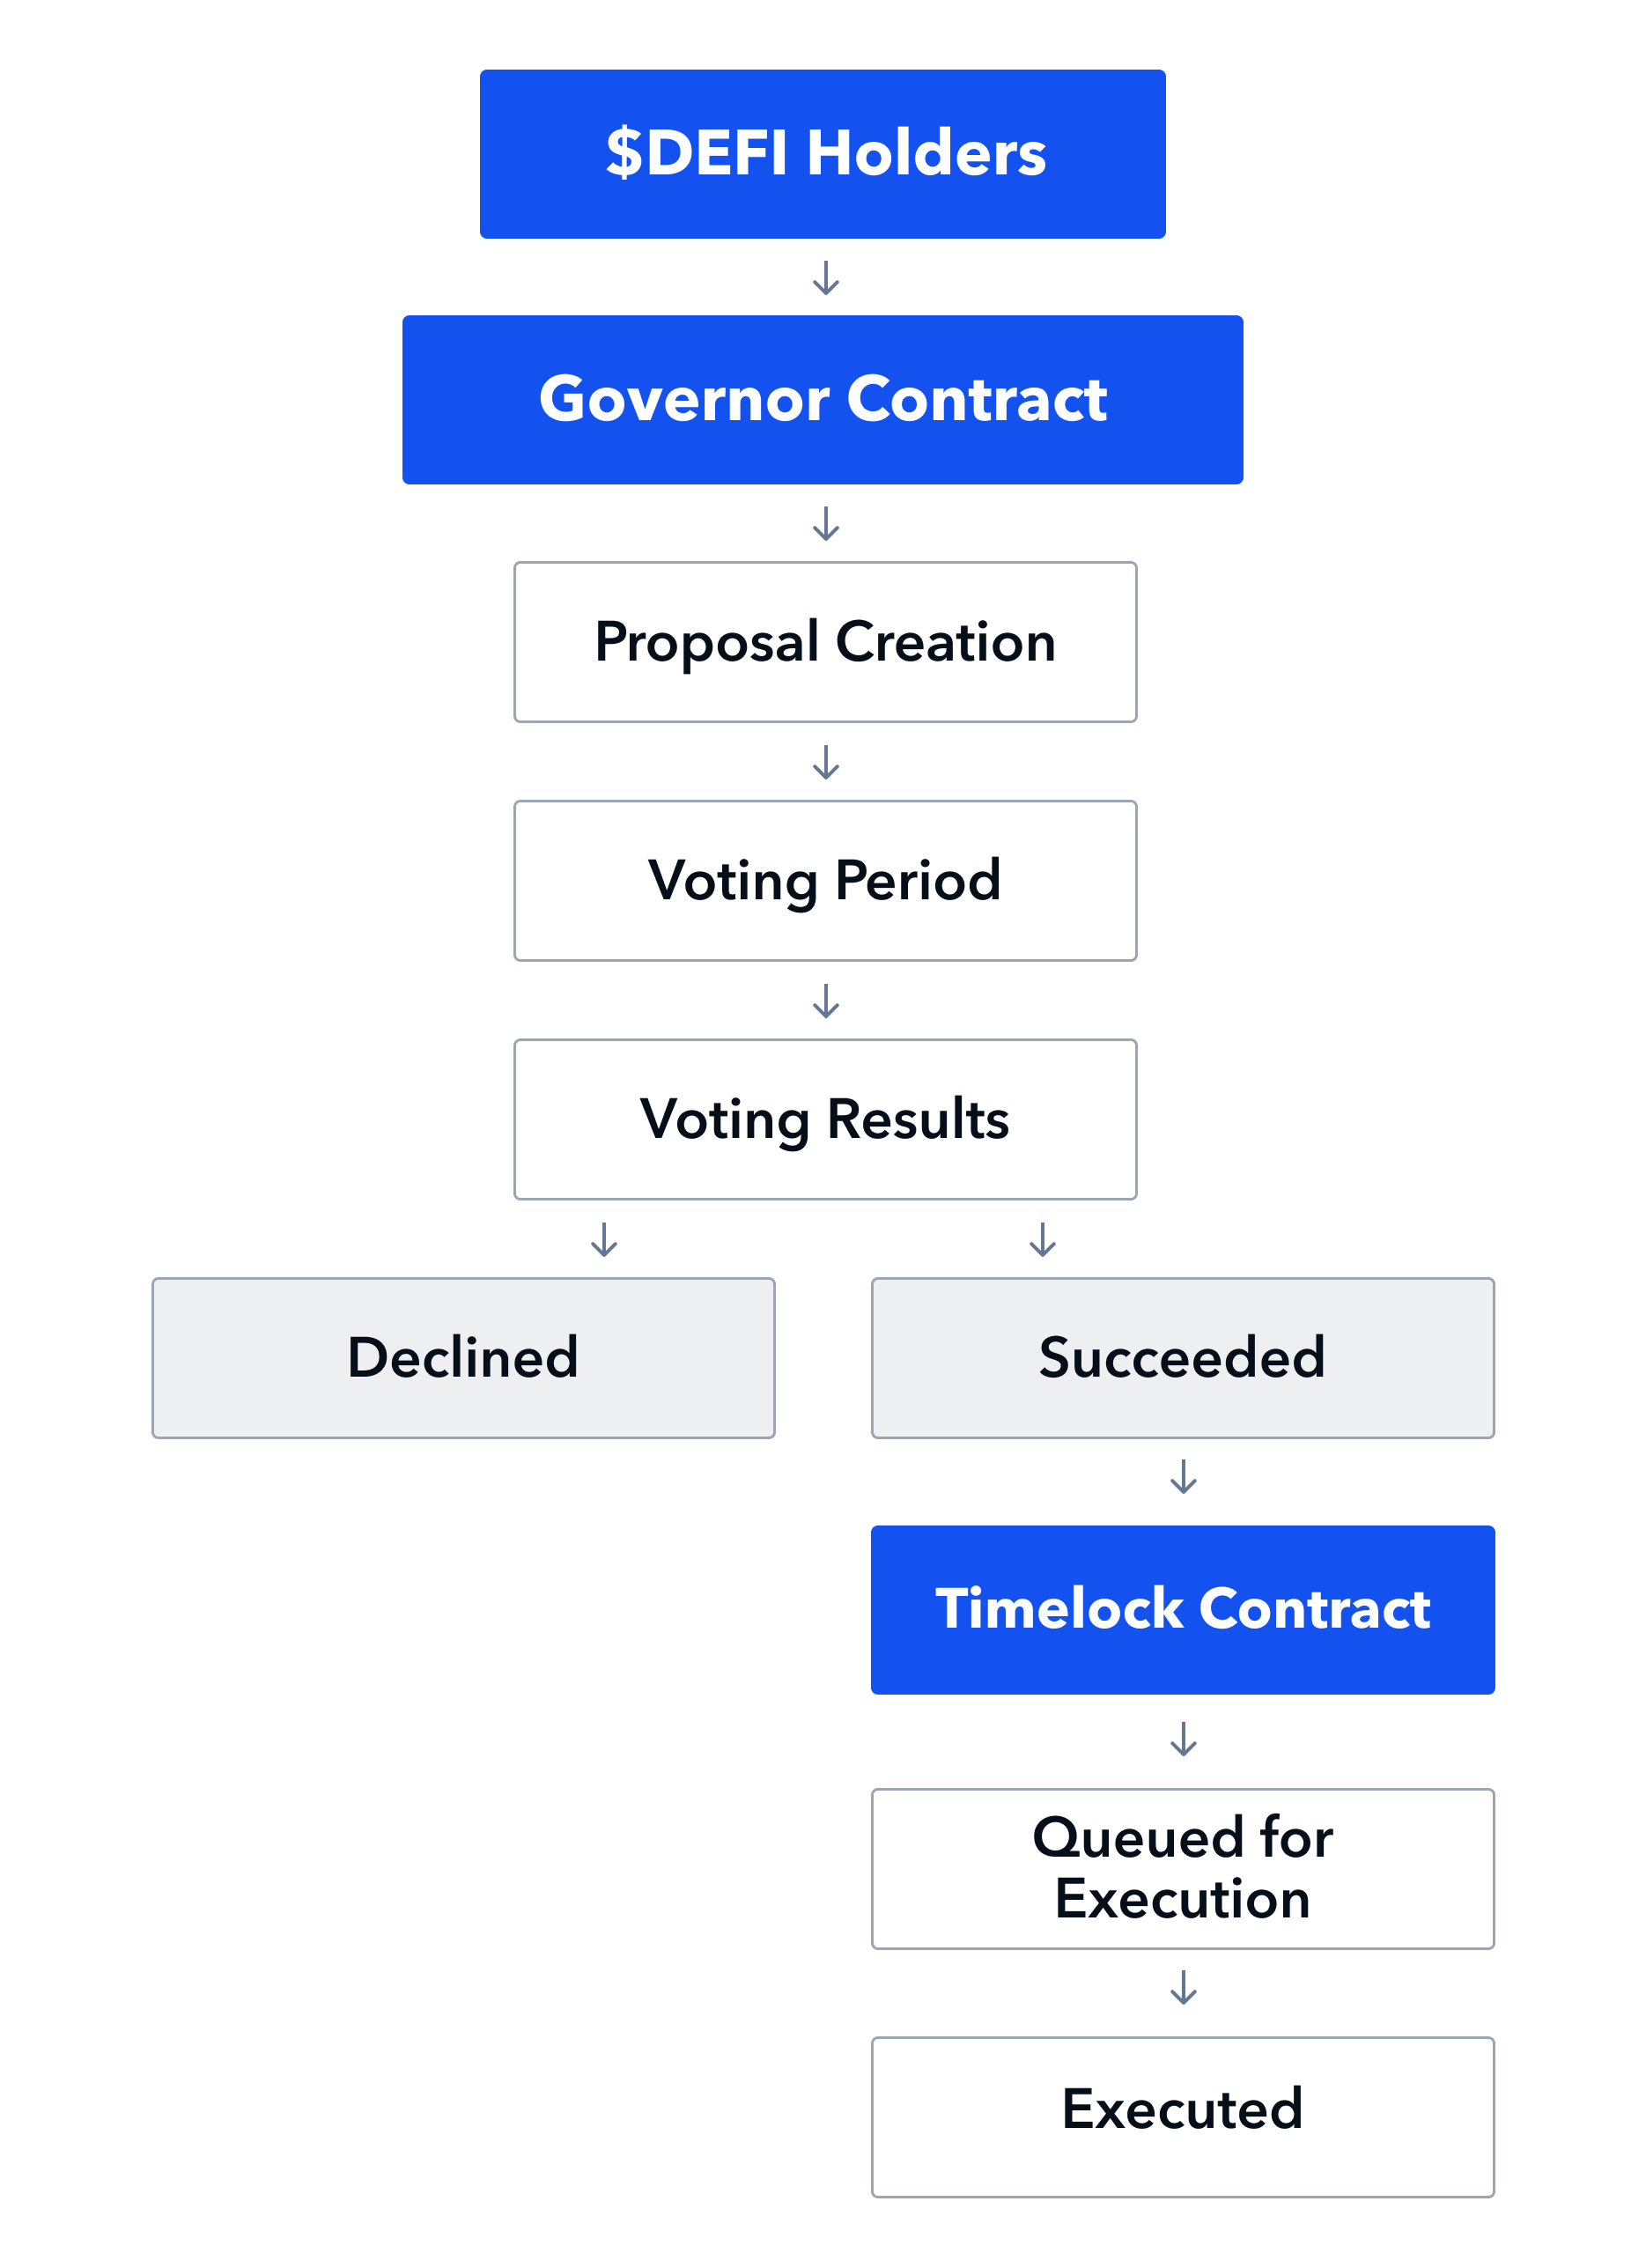 $DEFI Holders
Governor Contract
Proposal Creation
Voting Period
Voting Results
Declined
Succeeded
Timelock Contract
Queued for
Execution
Executed